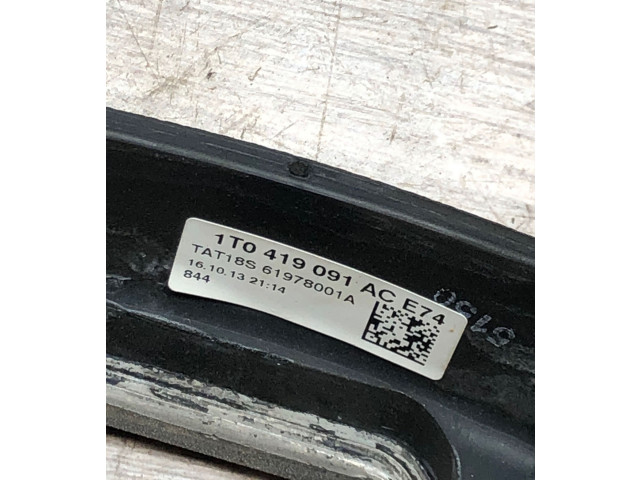 1T0 419 091 AC E74
TAT18S 61978001A
16.10.13 21:14
844